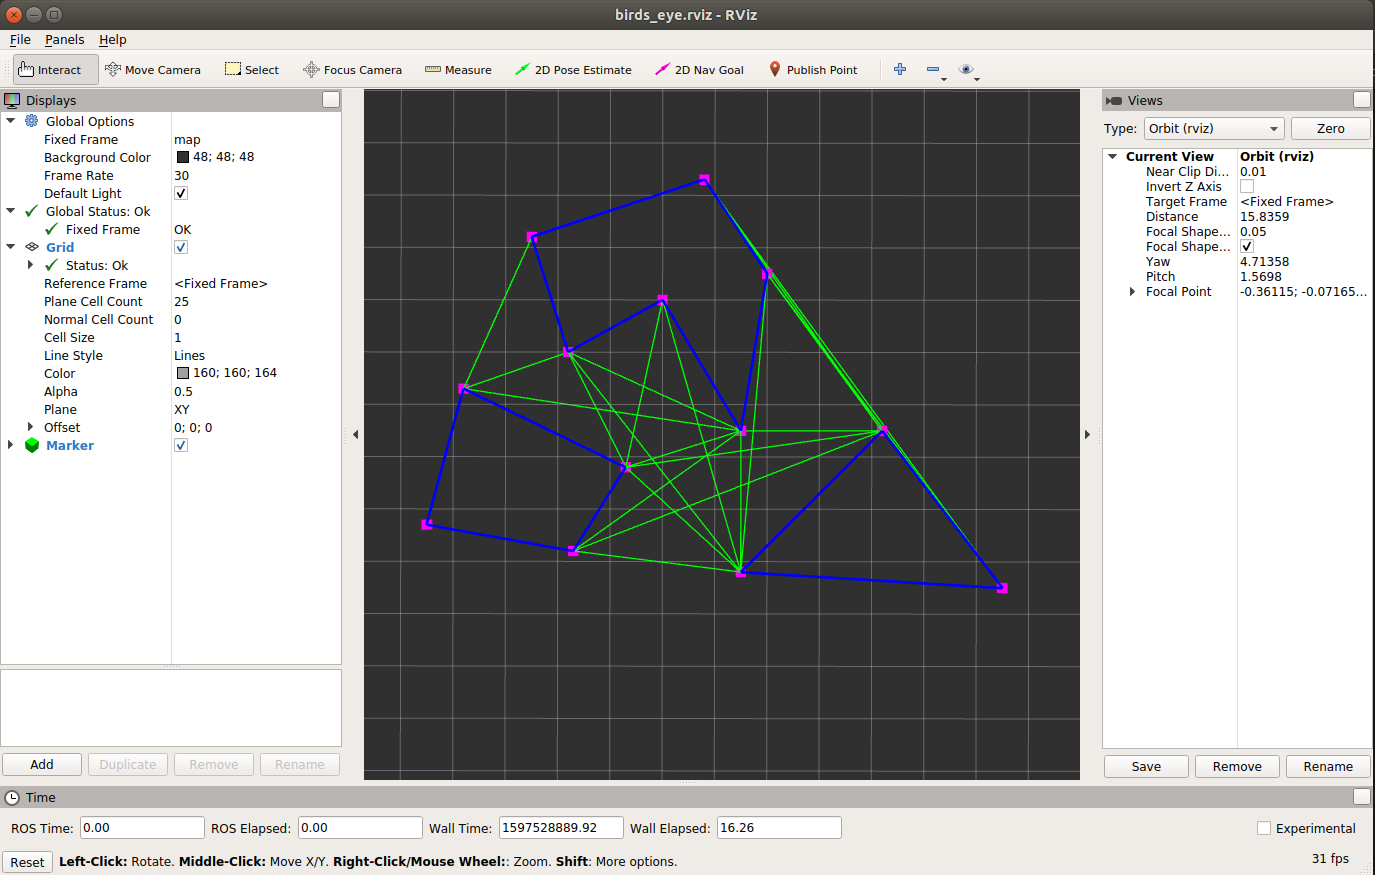 birds_eye.rviz - RViz
File Panels Help
Interact Move Camera Select Focus Camera Measure 2D Pose Estimate 2D Nav Goal Publish Point
Displays
Global Options
Fixed Frame map
Background Color 48; 48; 48
Frame Rate 30
Default Light
Global Status: Ok
Fixed Frame OK
Grid
Status: Ok
Reference Frame <Fixed Frame>
Plane Cell Count 25
Normal Cell Count 0
Cell Size 1
Line Style Lines
Color 160; 160; 164
Alpha 0.5
Plane XY
Offset 0; 0; 0
Marker
Add Duplicate Remove Rename
Views
Type: Orbit (rviz) Zero
Current View Orbit (rviz)
Near Clip Di... 0.01
Invert Z Axis
Target Frame <Fixed Frame>
Distance 15.8359
Focal Shape... 0.05
Focal Shape...
Yaw 4.71358
Pitch 1.5698
Focal Point -0.36115; -0.07165...
Save Remove Rename
Time
ROS Time: 0.00 ROS Elapsed: 0.00 Wall Time: 1597528889.92 Wall Elapsed: 16.26 Experimental
Reset Left-Click: Rotate. Middle-Click: Move X/Y. Right-Click/Mouse Wheel:: Zoom. Shift: More options. 31 fps